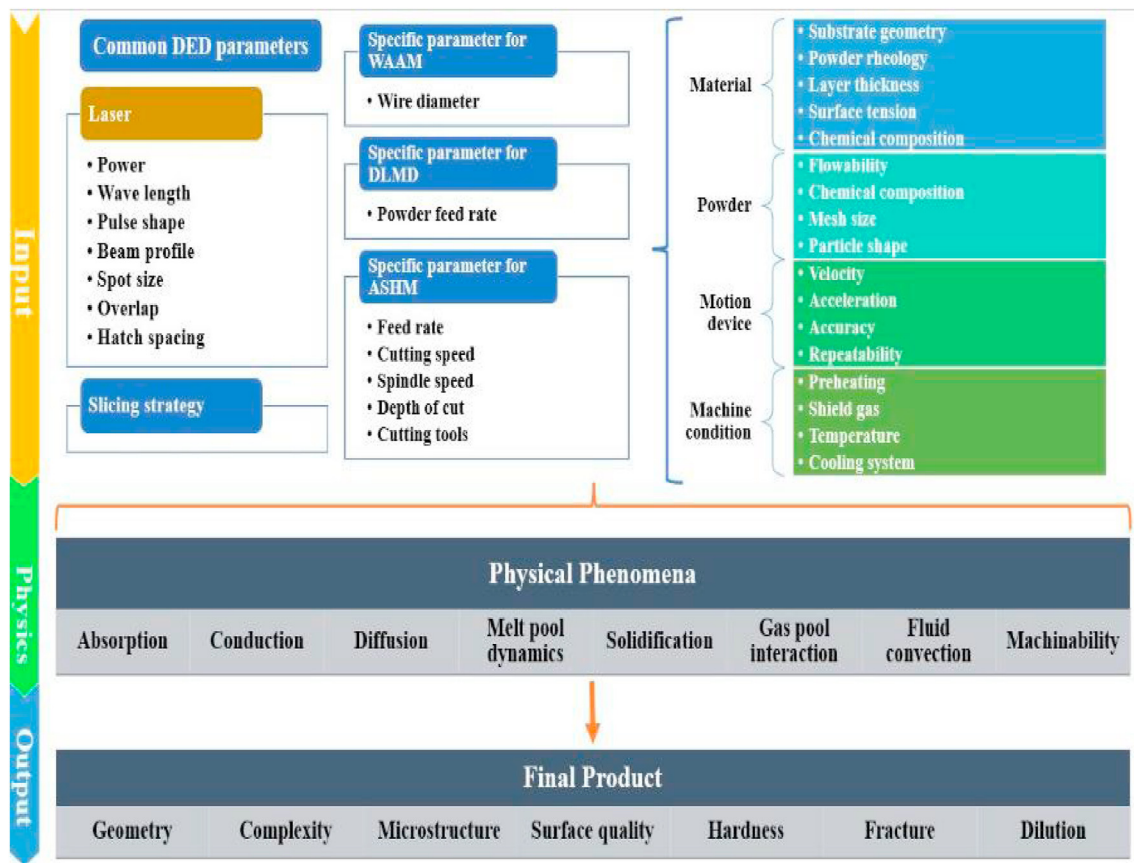 Input
Common DED parameters
Laser
• Power
• Wave length
• Pulse shape
• Beam profile
• Spot size
• Overlap
• Hatch spacing
Slicing strategy
Specific parameter for
WAAM
• Wire diameter
Specific parameter for
DLMD
• Powder feed rate
Specific parameter for
ASHM
• Feed rate
• Cutting speed
• Spindle speed
• Depth of cut
• Cutting tools
Material
• Substrate geometry
• Powder rheology
• Layer thickness
• Surface tension
• Chemical composition
Powder
• Flowability
• Chemical composition
• Mesh size
• Particle shape
Motion
device
• Velocity
• Acceleration
• Accuracy
• Repeatability
Machine
condition
• Preheating
• Shield gas
• Temperature
• Cooling system
Physics
Physical Phenomena
Absorption
Conduction
Diffusion
Melt pool
dynamics
Solidification
Gas pool
interaction
Fluid
convection
Machinability
Output
Final Product
Geometry
Complexity
Microstructure
Surface quality
Hardness
Fracture
Dilution